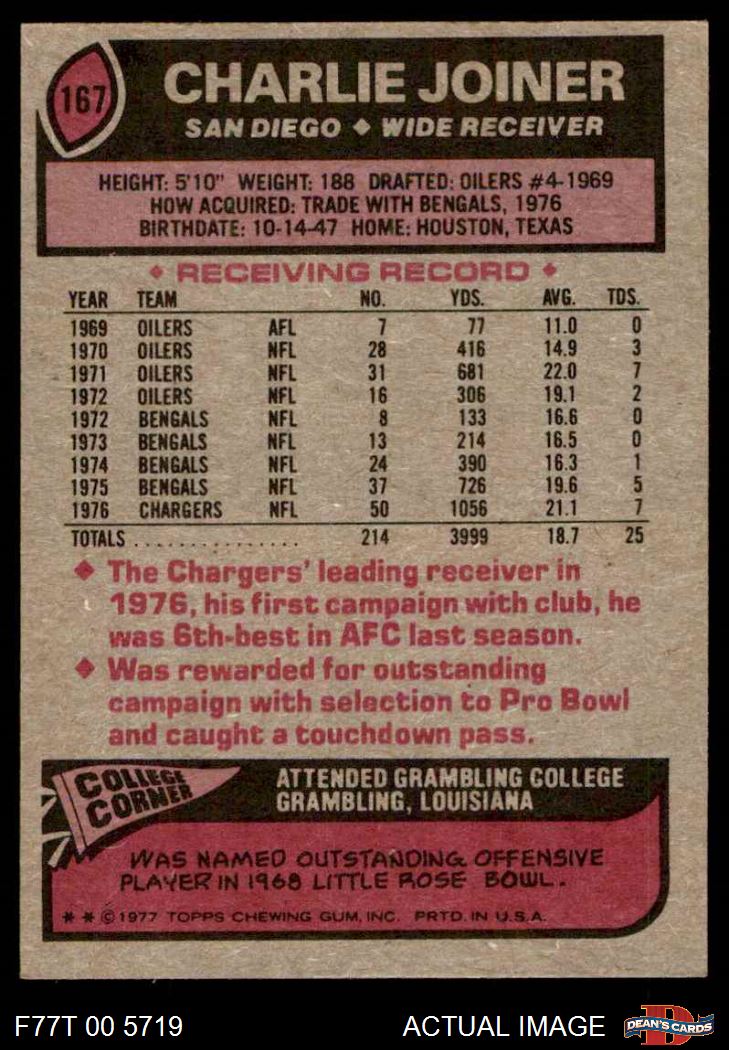 167
CHARLIE JOINER
SAN DIEGO ◆ WIDE RECEIVER
HEIGHT: 5'10" WEIGHT: 188 DRAFTED: OILERS #4-1969
HOW ACQUIRED: TRADE WITH BENGALS, 1976
BIRTHDATE: 10-14-47 HOME: HOUSTON, TEXAS
◆ RECEIVING RECORD ◆
YEAR TEAM NO. YDS. AVG. TDS.
1969 OILERS AFL 7 77 11.0 0
1970 OILERS NFL 28 416 14.9 3
1971 OILERS NFL 31 681 22.0 7
1972 OILERS NFL 16 306 19.1 2
1972 BENGALS NFL 8 133 16.6 0
1973 BENGALS NFL 13 214 16.5 0
1974 BENGALS NFL 24 390 16.3 1
1975 BENGALS NFL 37 726 19.6 5
1976 CHARGERS NFL 50 1056 21.1 7
TOTALS ................ 214 3999 18.7 25
◆ The Chargers' leading receiver in
1976, his first campaign with club, he
was 6th-best in AFC last season.
◆ Was rewarded for outstanding
campaign with selection to Pro Bowl
and caught a touchdown pass.
COLLEGE
CORNER
ATTENDED GRAMBLING COLLEGE
GRAMBLING, LOUISIANA
WAS NAMED OUTSTANDING OFFENSIVE
PLAYER IN 1968 LITTLE ROSE BOWL.
* * © 1977 TOPPS CHEWING GUM, INC. PRTD. IN U.S.A.
F77T 00 5719 ACTUAL IMAGE
D
DEAN'S CARDS